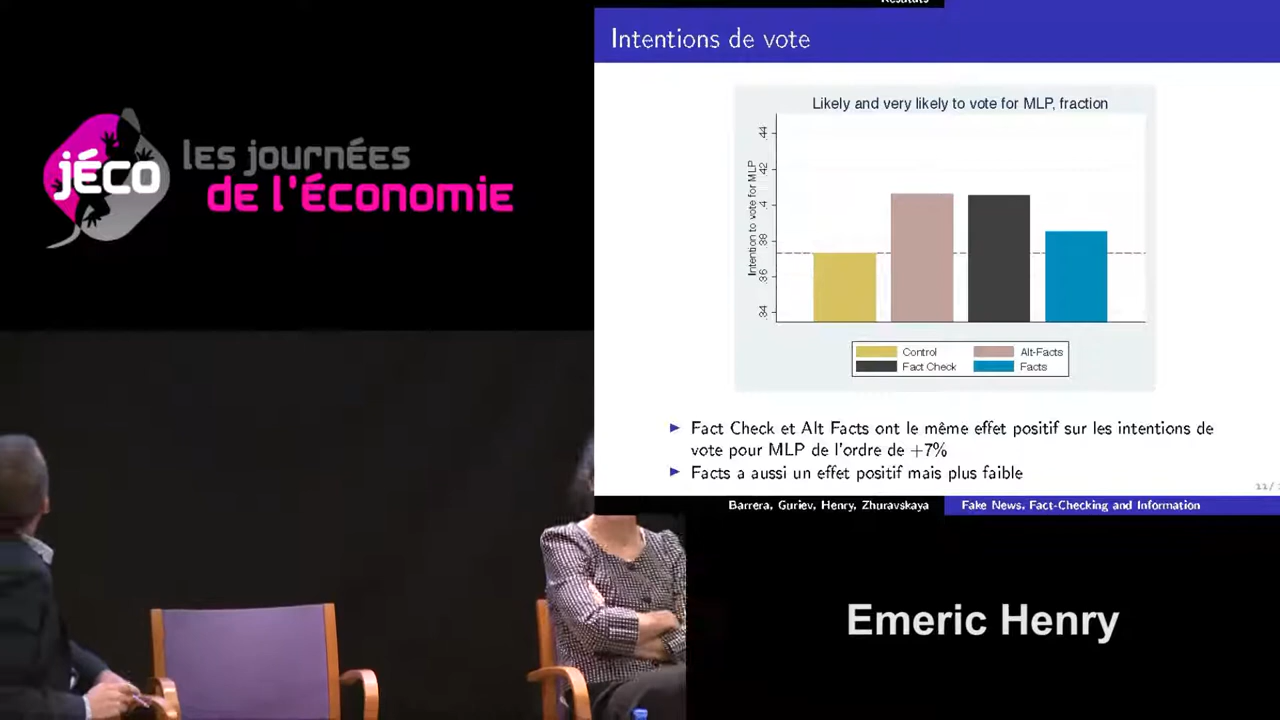 Résultats
Intentions de vote
Likely and very likely to vote for MLP, fraction
Intention to vote for MLP
.44
.42
.4
.38
.36
.34
Control
Alt-Facts
Fact Check
Facts
Fact Check et Alt Facts ont le même effet positif sur les intentions de
vote pour MLP de l'ordre de +7%
Facts a aussi un effet positif mais plus faible
11/
Barrera, Guriev, Henry, Zhuravskaya
Fake News, Fact-Checking and Information
jéco
les journées
de l'économie
Emeric Henry